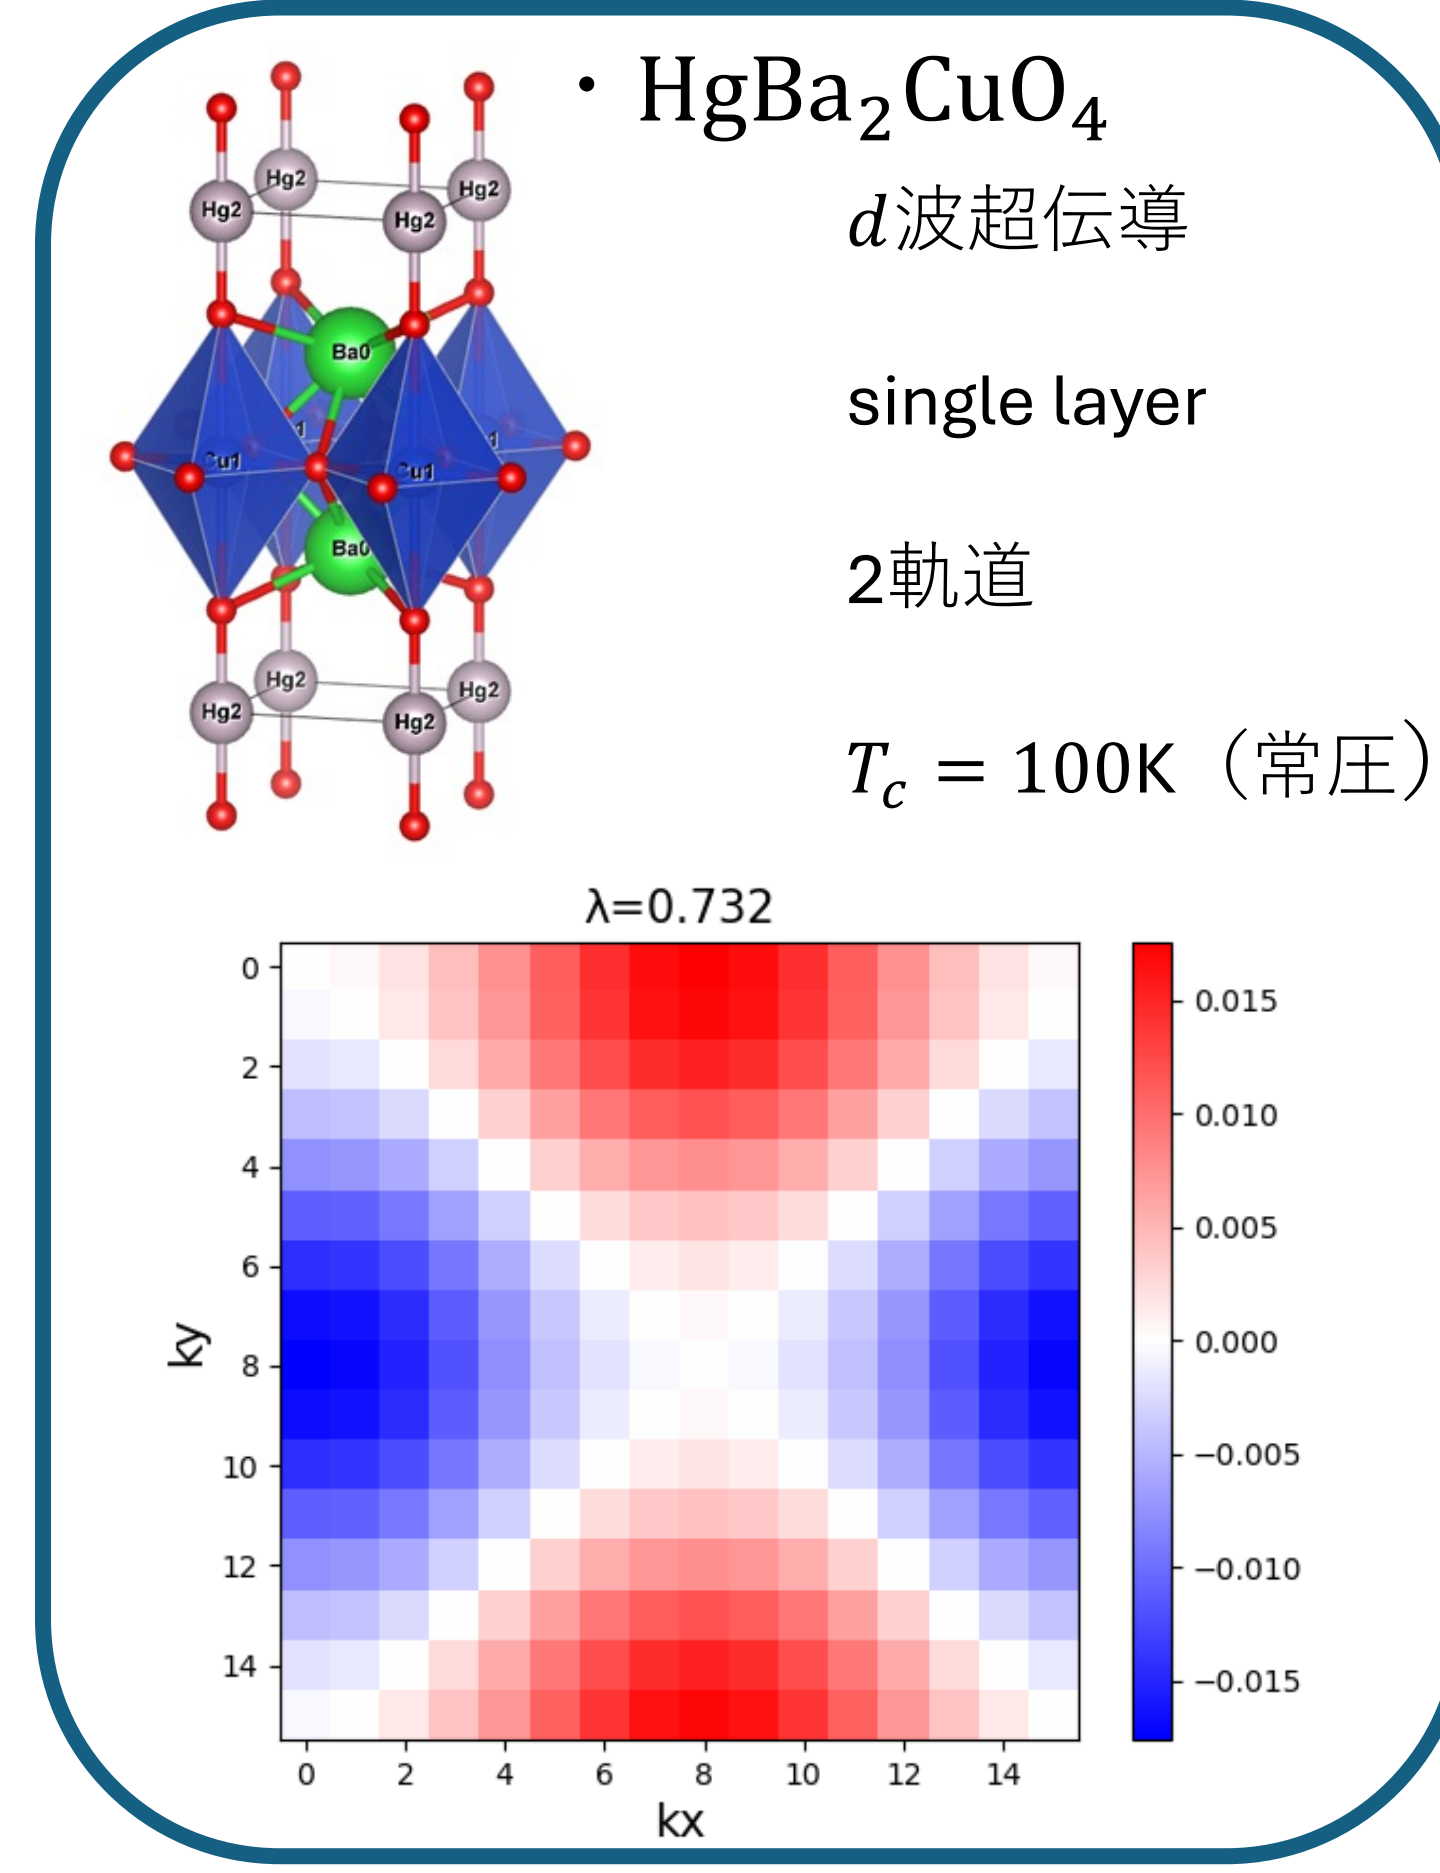 ・HgBa₂CuO₄
d波超伝導
single layer
2軌道
T_c = 100K（常圧）
Hg2
Hg2
Hg2
Hg2
Ba0
1
1
Cu1
Cu1
Ba0
Hg2
Hg2
Hg2
Hg2
λ=0.732
0
2
4
6
8
10
12
14
ky
0 2 4 6 8 10 12 14
kx
0.015
0.010
0.005
0.000
−0.005
−0.010
−0.015